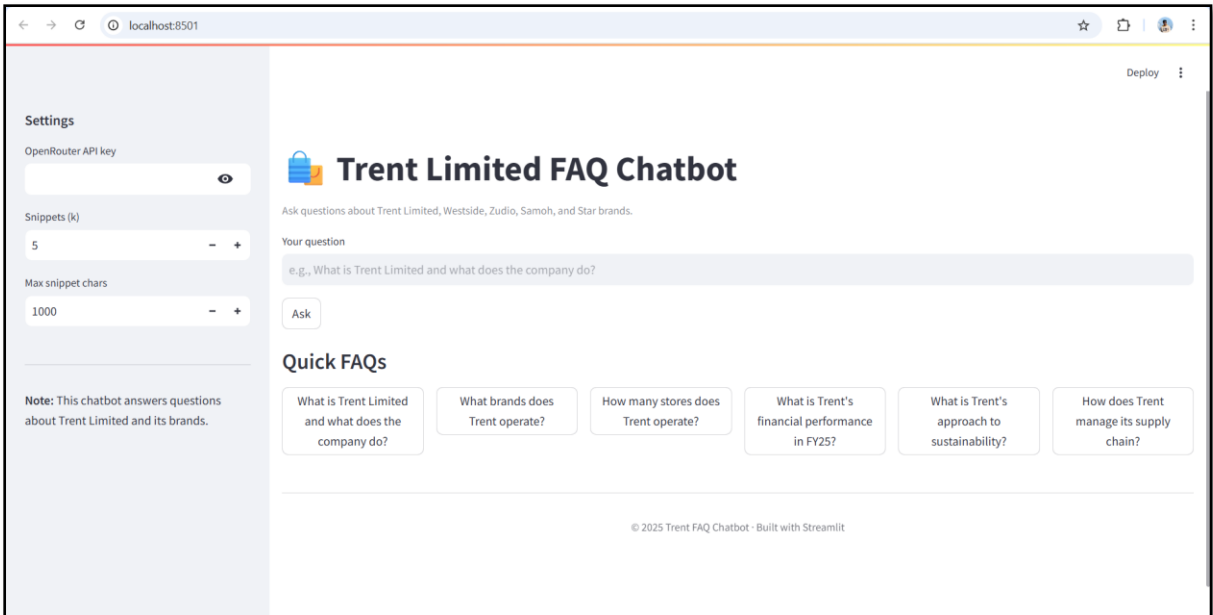 localhost:8501
Deploy
Settings
OpenRouter API key
Snippets (k)
5
Max snippet chars
1000
Note: This chatbot answers questions
about Trent Limited and its brands.
Trent Limited FAQ Chatbot
Ask questions about Trent Limited, Westside, Zudio, Samoh, and Star brands.
Your question
e.g., What is Trent Limited and what does the company do?
Ask
Quick FAQs
What is Trent Limited
and what does the
company do?
What brands does
Trent operate?
How many stores does
Trent operate?
What is Trent's
financial performance
in FY25?
What is Trent's
approach to
sustainability?
How does Trent
manage its supply
chain?
© 2025 Trent FAQ Chatbot · Built with Streamlit